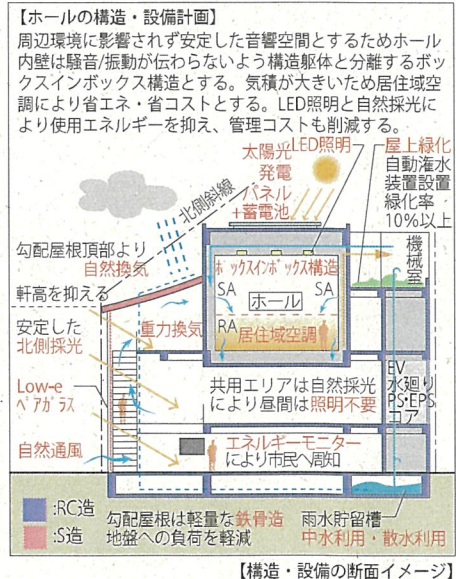 【ホールの構造・設備計画】
周辺環境に影響されず安定した音響空間とするためホール
内壁は騒音/振動が伝わらないよう構造躯体と分離するボッ
クスインボックス構造とする。気積が大きいため居住域空
調により省エネ・省コストとする。LED照明と自然採光に
より使用エネルギーを抑え、管理コストも削減する。
太陽光
発電
パネル
+蓄電池
LED照明
屋上緑化
自動潅水
装置設置
緑化率
10%以上
北側斜線
機械室
勾配屋根頂部より
自然換気
ボックスインボックス構造
SA
SA
ホール
軒高を抑える
安定した
北側採光
重力換気
RA
居住域空調
Low-e
ペアガラス
共用エリアは自然採光
により昼間は照明不要
EV
水廻り
PS・EPS
コア
自然通風
エネルギーモニター
により市民へ周知
:RC造
:S造
勾配屋根は軽量な鉄骨造
地盤への負荷を軽減
雨水貯留槽
中水利用・散水利用
【構造・設備の断面イメージ】